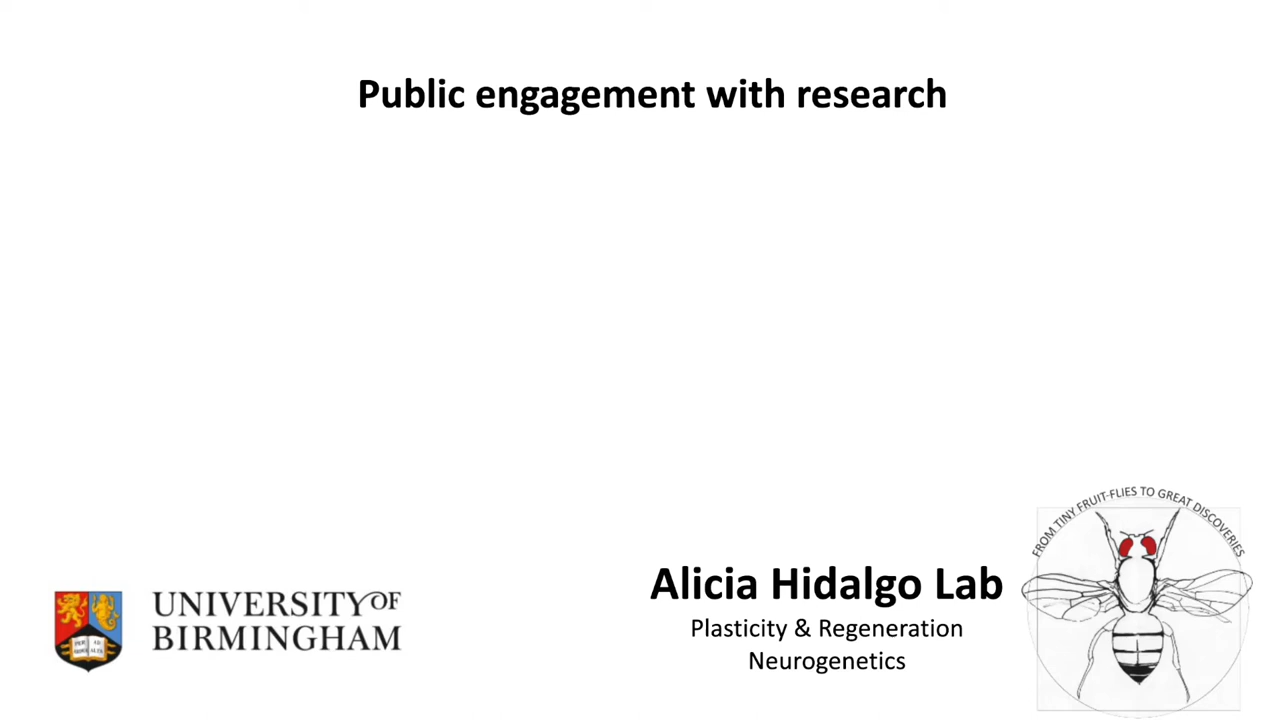 Public engagement with research
FROM TINY FRUIT-FLIES TO GREAT DISCOVERIES
Alicia Hidalgo Lab
Plasticity & Regeneration
Neurogenetics
UNIVERSITY OF
BIRMINGHAM